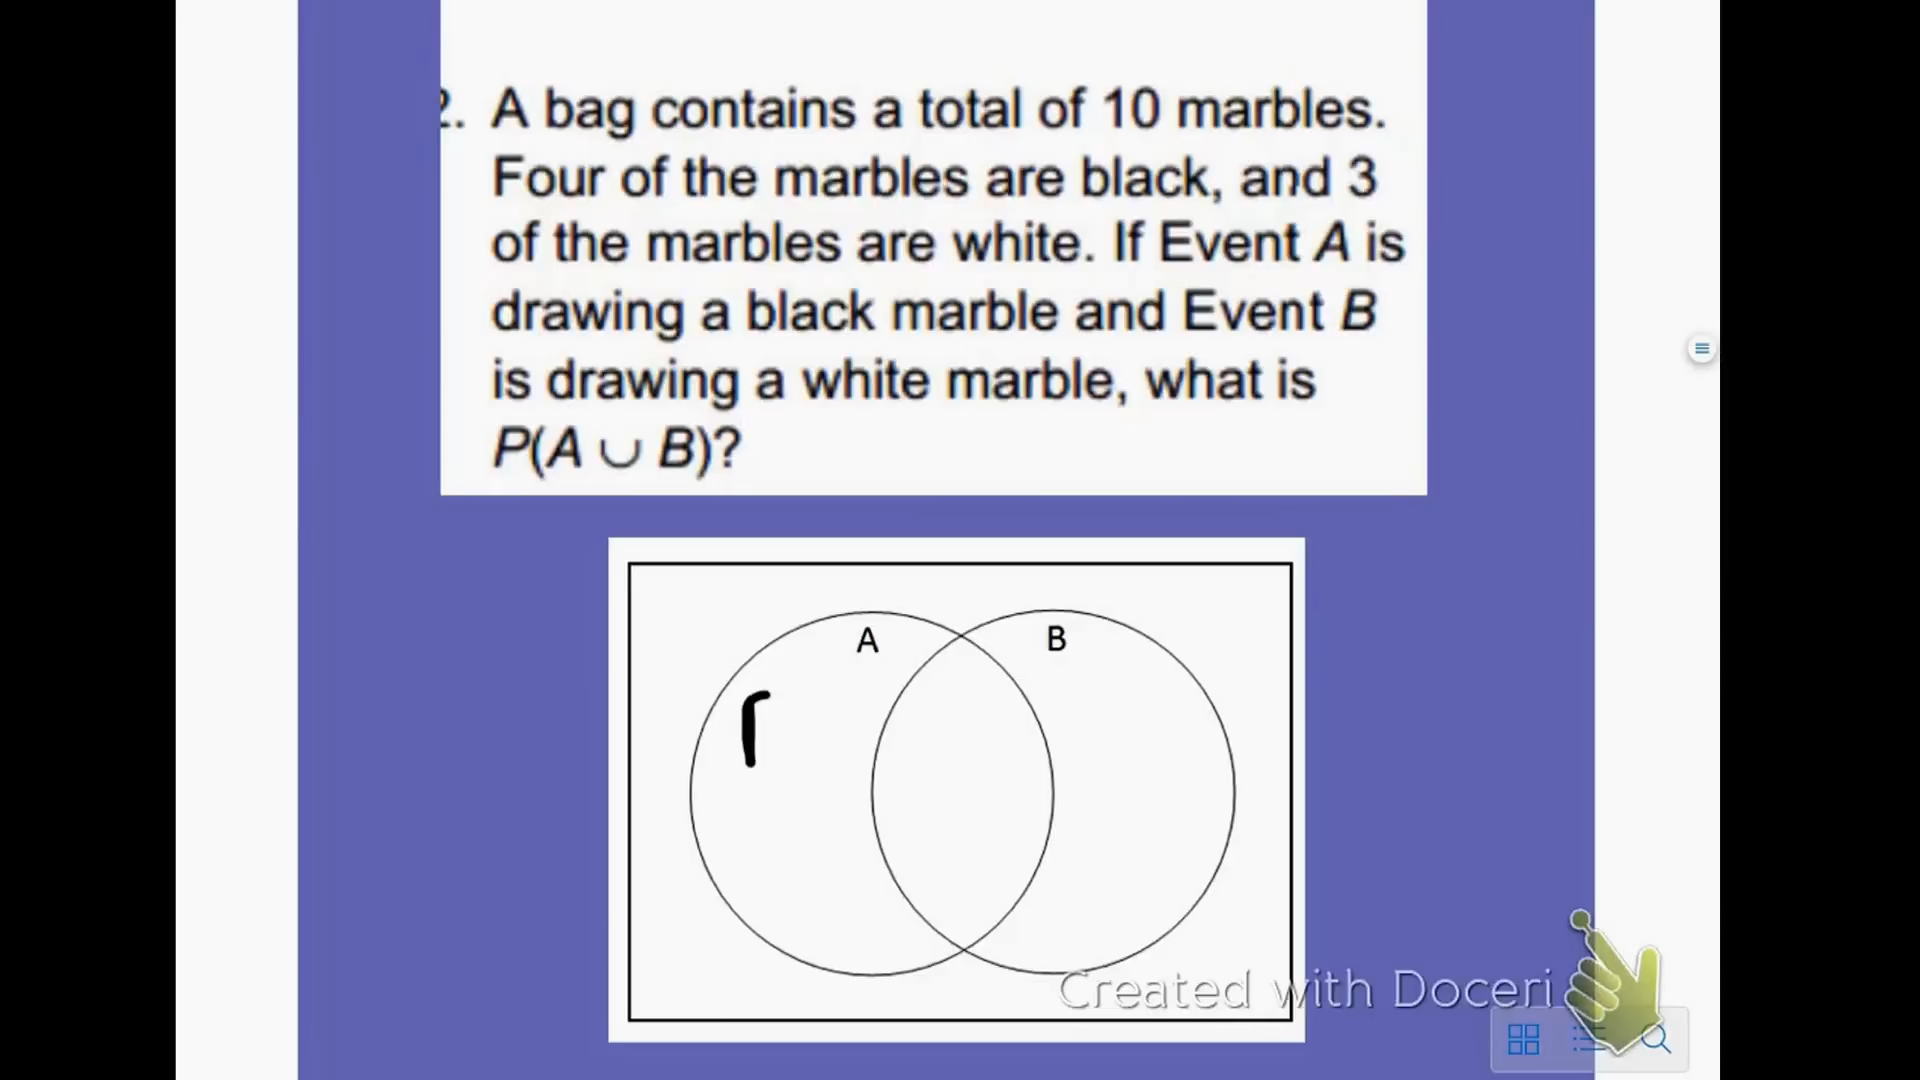 2. A bag contains a total of 10 marbles.
Four of the marbles are black, and 3
of the marbles are white. If Event A is
drawing a black marble and Event B
is drawing a white marble, what is
P(A ∪ B)?
A
B
Created with Doceri